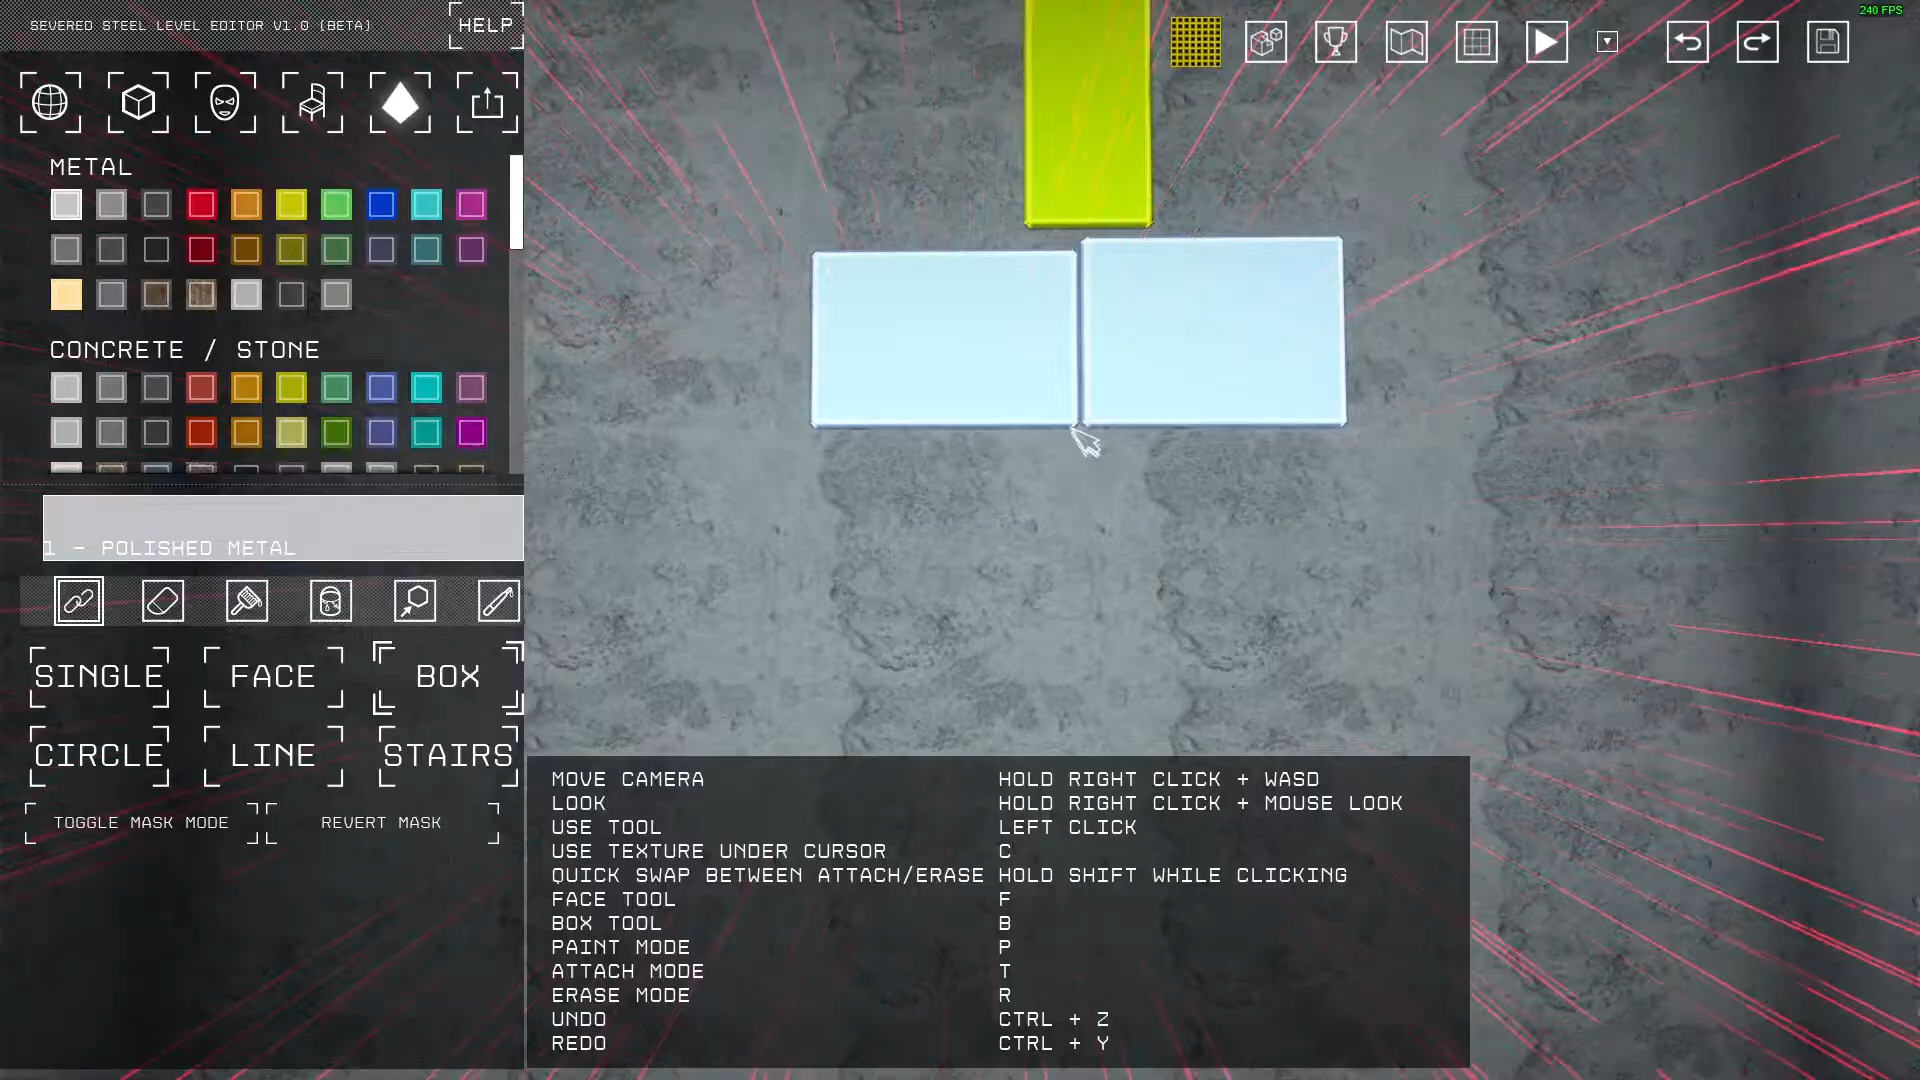 SEVERED STEEL LEVEL EDITOR V1.0 (BETA)
HELP
240 FPS
METAL
CONCRETE / STONE
1 - POLISHED METAL
SINGLE FACE BOX
CIRCLE LINE STAIRS
TOGGLE MASK MODE REVERT MASK
MOVE CAMERA HOLD RIGHT CLICK + WASD
LOOK HOLD RIGHT CLICK + MOUSE LOOK
USE TOOL LEFT CLICK
USE TEXTURE UNDER CURSOR C
QUICK SWAP BETWEEN ATTACH/ERASE HOLD SHIFT WHILE CLICKING
FACE TOOL F
BOX TOOL B
PAINT MODE P
ATTACH MODE T
ERASE MODE R
UNDO CTRL + Z
REDO CTRL + Y